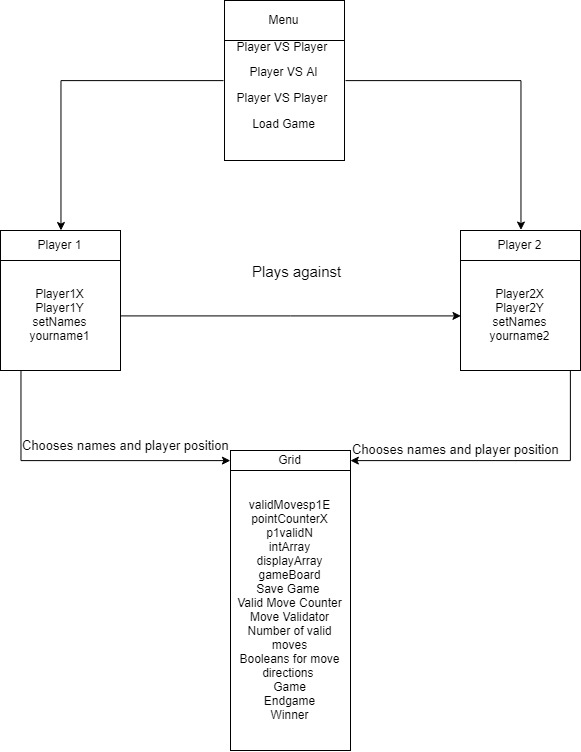 Menu
Player VS Player
Player VS AI
Player VS Player
Load Game
Player 1
Player1X
Player1Y
setNames
yourname1
Plays against
Player 2
Player2X
Player2Y
setNames
yourname2
Chooses names and player position
Chooses names and player position
Grid
validMovesp1E
pointCounterX
p1validN
intArray
displayArray
gameBoard
Save Game
Valid Move Counter
Move Validator
Number of valid
moves
Booleans for move
directions
Game
Endgame
Winner